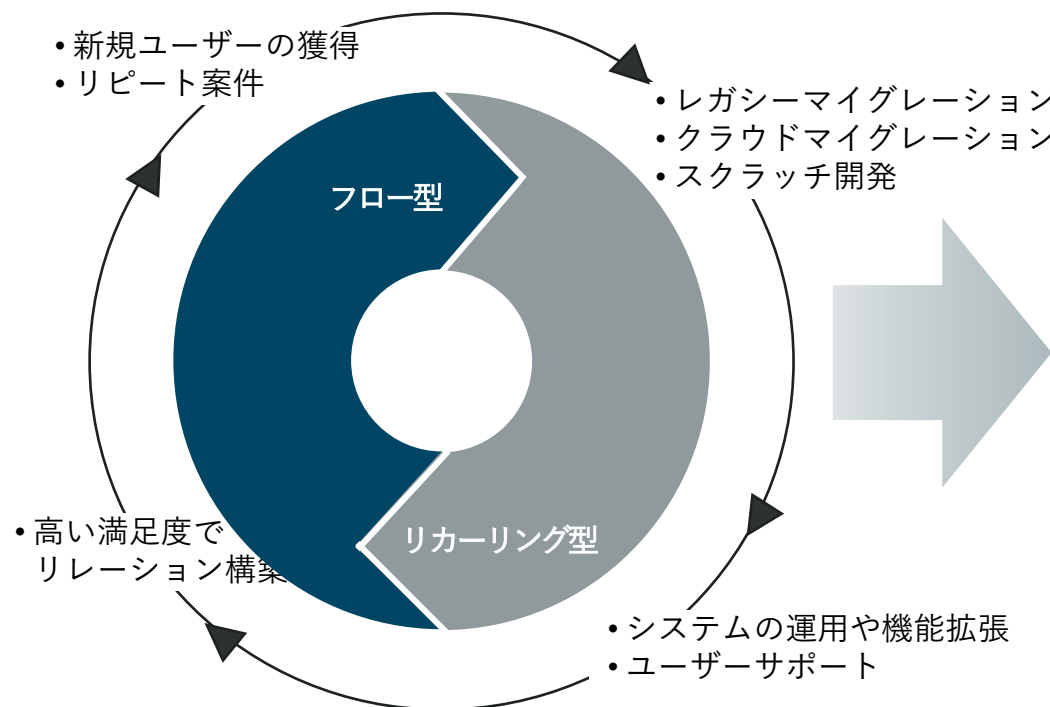 • 新規ユーザーの獲得
• リピート案件
• レガシーマイグレーション
• クラウドマイグレーション
• スクラッチ開発
フロー型
リカーリング型
• 高い満足度で
リレーション構築
• システムの運用や機能拡張
• ユーザーサポート